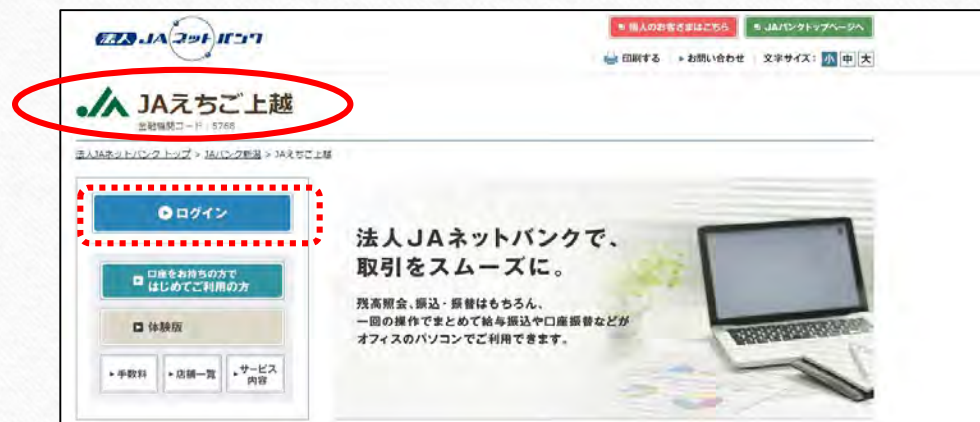 法人 JAネットバンク
個人のお客さまはこちら
JAバンクトップページへ
印刷する
お問い合わせ
文字サイズ：小 中 大
JAえちご上越
金融機関コード：5766
法人JAネットバンク トップ > JAバンク新潟 > JAえちご上越
ログイン
口座をお持ちの方で
はじめてご利用の方
体験版
手数料
店舗一覧
サービス
内容
法人JAネットバンクで、
取引をスムーズに。
残高照会、振込・振替はもちろん、
一回の操作でまとめて給与振込や口座振替などが
オフィスのパソコンでご利用できます。